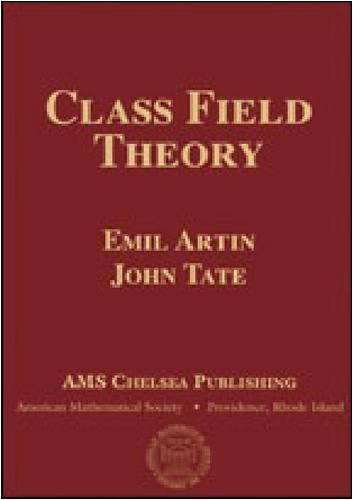 CLASS FIELD
THEORY
EMIL ARTIN
JOHN TATE
AMS CHELSEA PUBLISHING
American Mathematical Society • Providence, Rhode Island